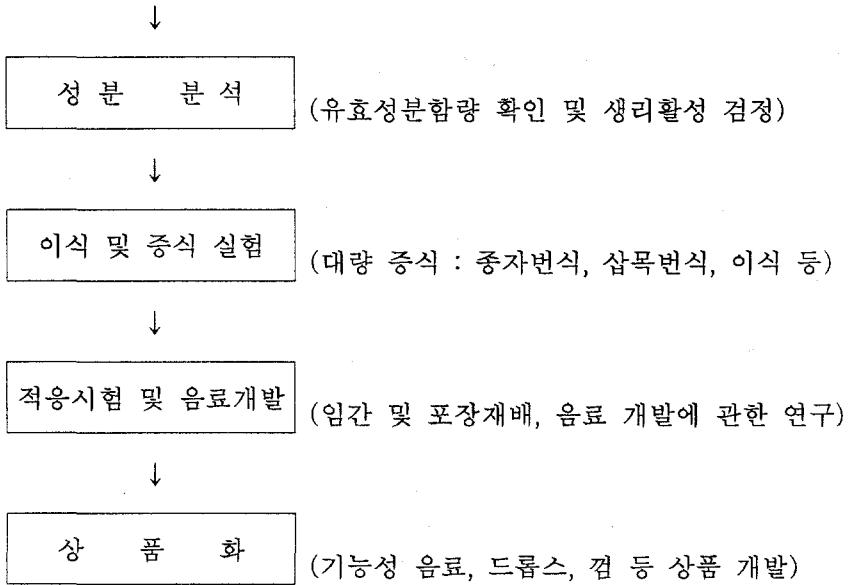 ↓
성 분 분 석 (유효성분함량 확인 및 생리활성 검정)
↓
이식 및 증식 실험 (대량 증식 : 종자번식, 삽목번식, 이식 등)
↓
적응시험 및 음료개발 (임간 및 포장재배, 음료 개발에 관한 연구)
↓
상 품 화 (기능성 음료, 드롭스, 껌 등 상품 개발)